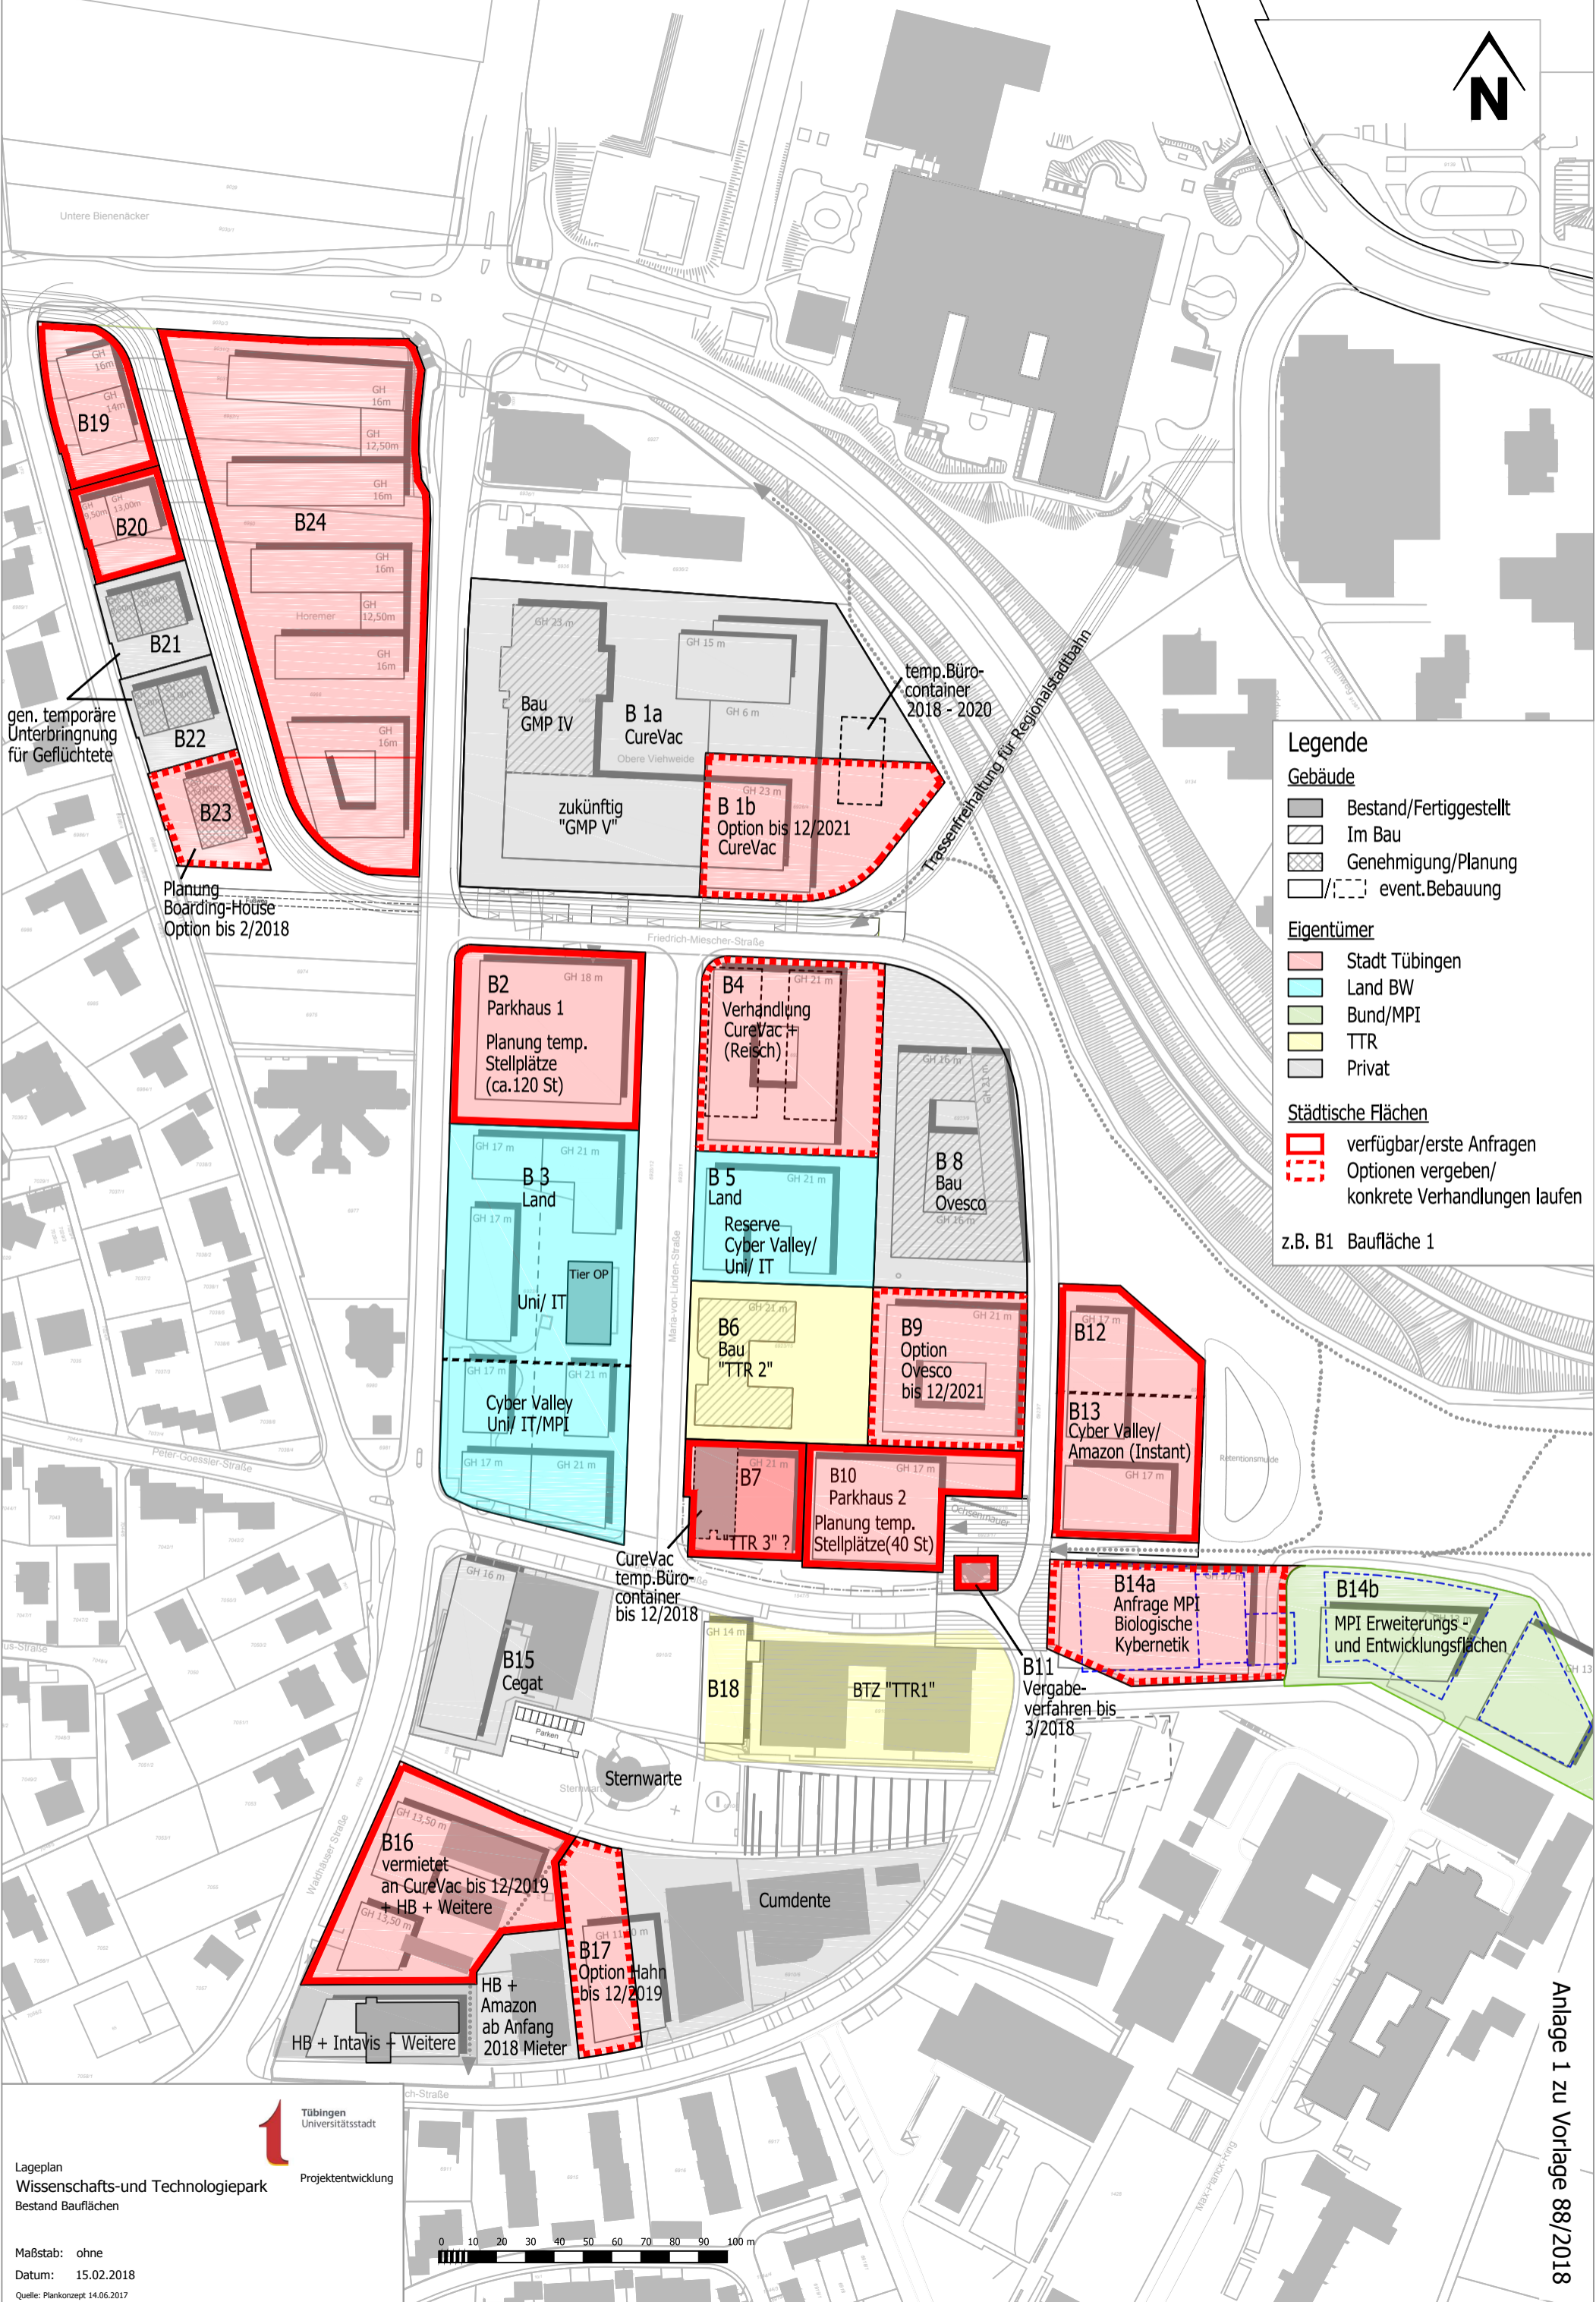 N
Untere Bienenäcker
GH
16m
GH
14m
B19
GH
13,00m
GH
9,50m
B20
B21
B22
gen. temporäre
Unterbringnung
für Geflüchtete
B23
Planung
Boarding-House
Option bis 2/2018
GH
16m
GH
12,50m
GH
16m
B24
GH
16m
GH
12,50m
Horemer
GH
16m
GH
16m
GH 23 m
Bau
GMP IV
GH 15 m
B 1a
CureVac
GH 6 m
Obere Viehweide
zukünftig
"GMP V"
temp.Büro-
container
2018 - 2020
GH 23 m
B 1b
Option bis 12/2021
CureVac
Trassenfreihaltung für Regionalstadtbahn
Friedrich-Miescher-Straße
Legende
Gebäude
Bestand/Fertiggestellt
Im Bau
Genehmigung/Planung
/ event.Bebauung
Eigentümer
Stadt Tübingen
Land BW
Bund/MPI
TTR
Privat
Städtische Flächen
verfügbar/erste Anfragen
Optionen vergeben/
konkrete Verhandlungen laufen
z.B. B1 Baufläche 1
B2
Parkhaus 1
GH 18 m
Planung temp.
Stellplätze
(ca.120 St)
B4
GH 21 m
Verhandlung
CureVac +
(Reisch)
GH 16 m
B 8
Bau
Ovesco
GH 16 m
GH 17 m
GH 21 m
B 3
Land
GH 17 m
Tier OP
Uni/ IT
GH 17 m
GH 21 m
Cyber Valley
Uni/ IT/MPI
GH 17 m
GH 21 m
Maria-von-Linden-Straße
B 5
Land
GH 21 m
Reserve
Cyber Valley/
Uni/ IT
GH 21 m
B6
Bau
"TTR 2"
B9
GH 21 m
Option
Ovesco
bis 12/2021
GH 17 m
B12
B13
Cyber Valley/
Amazon (Instant)
GH 17 m
Retentionsmulde
B7
GH 21 m
"TTR 3" ?
B10
GH 17 m
Parkhaus 2
Planung temp.
Stellplätze(40 St)
Ochsenmauer
CureVac
temp.Büro-
container
bis 12/2018
Peter-Goessler-Straße
B14a
GH 17 m
Anfrage MPI
Biologische
Kybernetik
B14b
MPI Erweiterungs -
und Entwicklungsflächen
GH 13
B11
Vergabe-
verfahren bis
3/2018
GH 16 m
B15
Cegat
Parken
GH 14 m
B18
BTZ "TTR1"
Sternwarte
us-Straße
Waldhäuser Straße
GH 13,50 m
B16
vermietet
an CureVac bis 12/2019
+ HB + Weitere
GH 13,50 m
Cumdente
B17
Option Hahn
bis 12/2019
HB +
Amazon
ab Anfang
2018 Mieter
HB + Intavis + Weitere
ch-Straße
Max-Planck-Ring
Fichtenweg
Anlage 1 zu Vorlage 88/2018
Tübingen
Universitätsstadt
Projektentwicklung
Lageplan
Wissenschafts-und Technologiepark
Bestand Bauflächen
Maßstab: ohne
Datum: 15.02.2018
Quelle: Plankonzept 14.06.2017
0 10 20 30 40 50 60 70 80 90 100 m